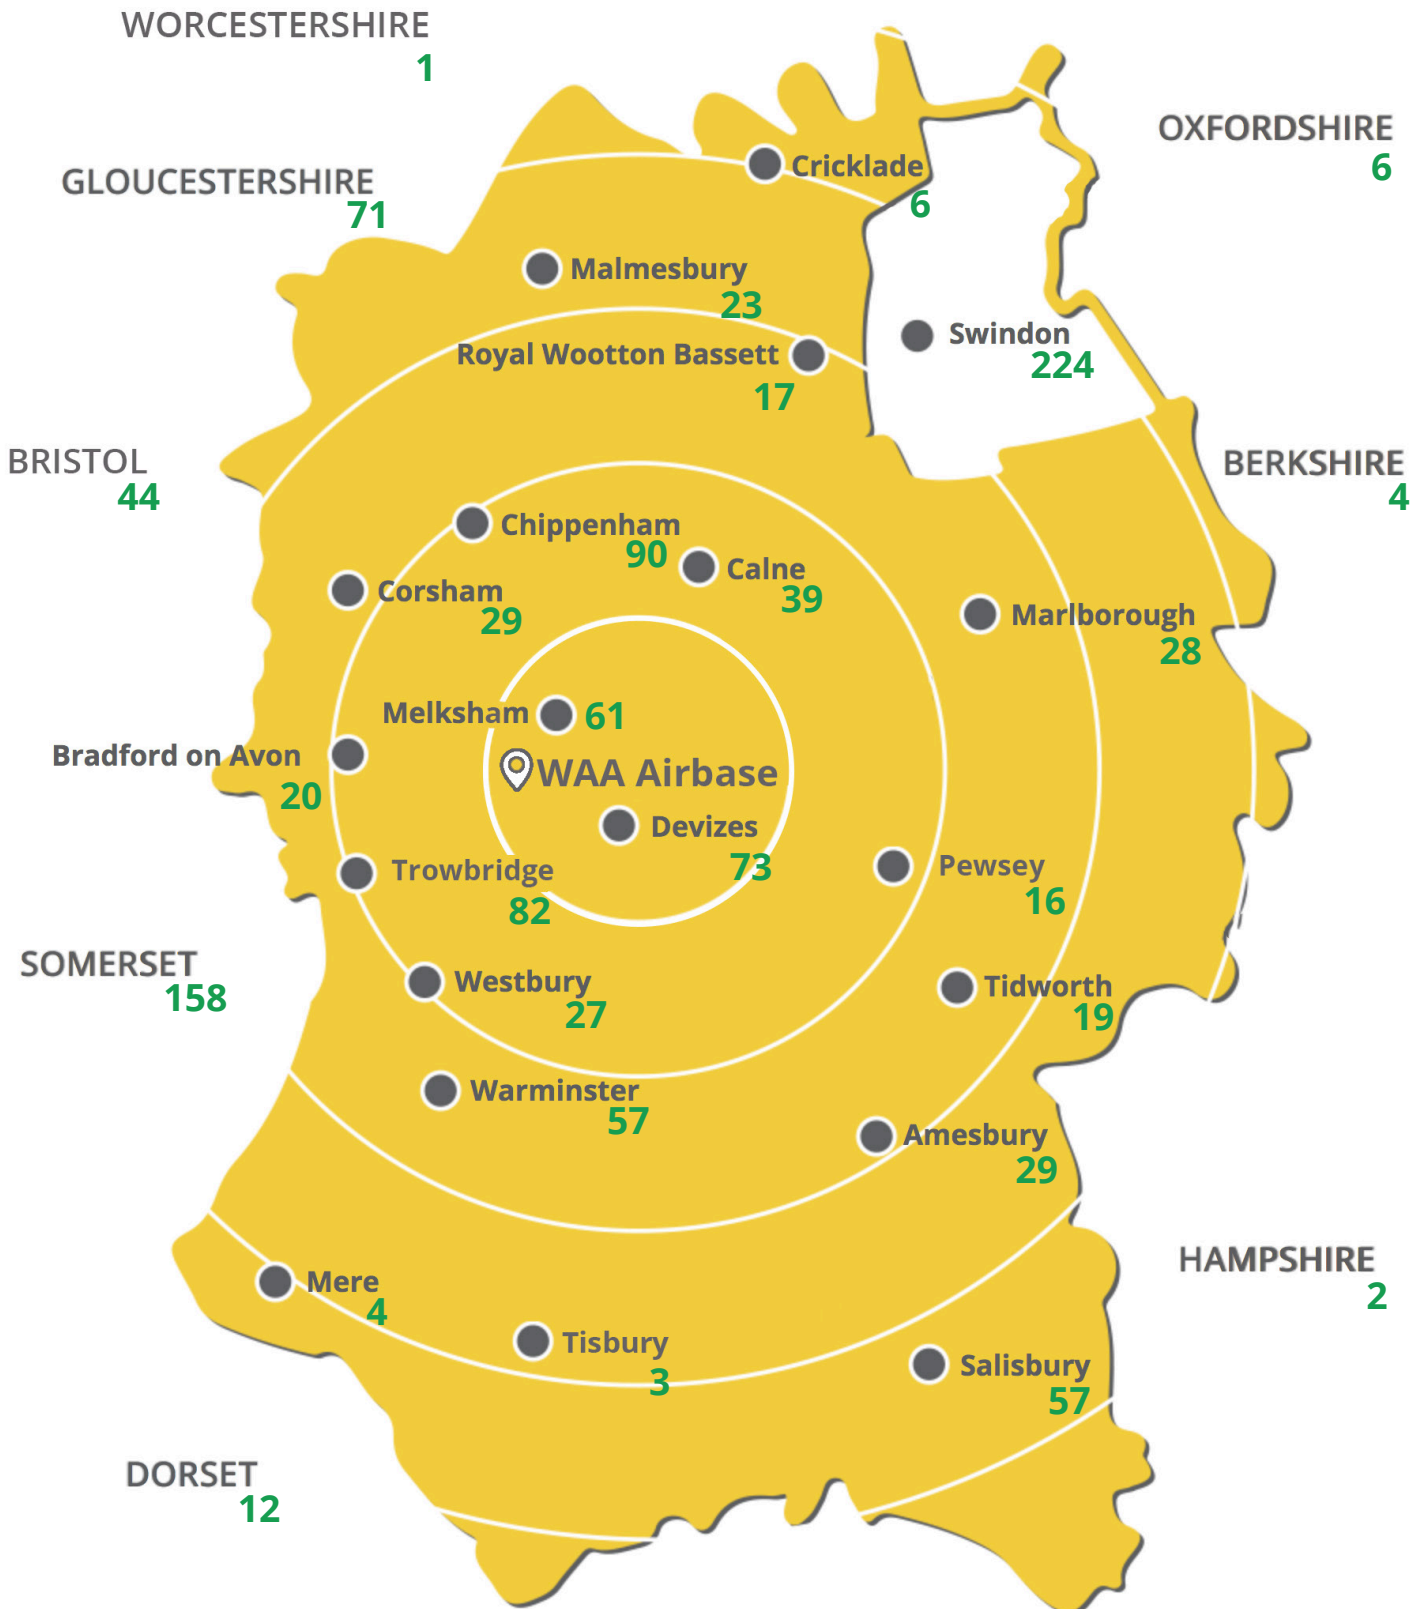 WORCESTERSHIRE
1
OXFORDSHIRE
6
Cricklade
6
GLOUCESTERSHIRE
71
Malmesbury
23
Swindon
224
Royal Wootton Bassett
17
BRISTOL
44
BERKSHIRE
4
Chippenham
90
Calne
39
Corsham
29
Marlborough
28
Melksham 61
Bradford on Avon
20
WAA Airbase
Devizes
73
Trowbridge
82
Pewsey
16
SOMERSET
158
Westbury
27
Tidworth
19
Warminster
57
Amesbury
29
HAMPSHIRE
2
Mere
4
Tisbury
3
Salisbury
57
DORSET
12